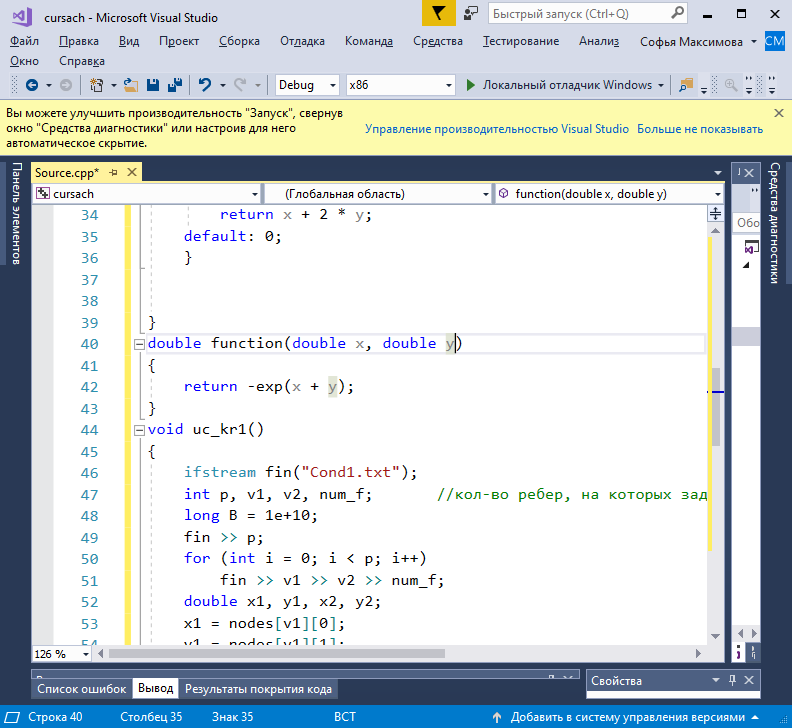 cursach - Microsoft Visual Studio
Быстрый запуск (Ctrl+Q)
Файл Правка Вид Проект Сборка Отладка Команда Средства Тестирование Анализ Софья Максимова СМ
Окно Справка
Debug x86 Локальный отладчик Windows
Вы можете улучшить производительность "Запуск", свернув
окно "Средства диагностики" или настроив для него
автоматическое скрытие.
Управление производительностью Visual Studio Больше не показывать
Панель элементов
Source.cpp*
cursach (Глобальная область) function(double x, double y)
34 return x + 2 * y;
35 default: 0;
36 }
37
38
39 }
40 double function(double x, double y)
41 {
42 return -exp(x + y);
43 }
44 void uc_kr1()
45 {
46 ifstream fin("Cond1.txt");
47 int p, v1, v2, num_f; //кол-во ребер, на которых зад
48 long B = 1e+10;
49 fin >> p;
50 for (int i = 0; i < p; i++)
51 fin >> v1 >> v2 >> num_f;
52 double x1, y1, x2, y2;
53 x1 = nodes[v1][0];
54 y1 = nodes[v1][1];
126 %
Обо
Средства диагностики
Список ошибок Вывод Результаты покрытия кода
Свойства
Строка 40 Столбец 35 Знак 35 ВСТ Добавить в систему управления версиями